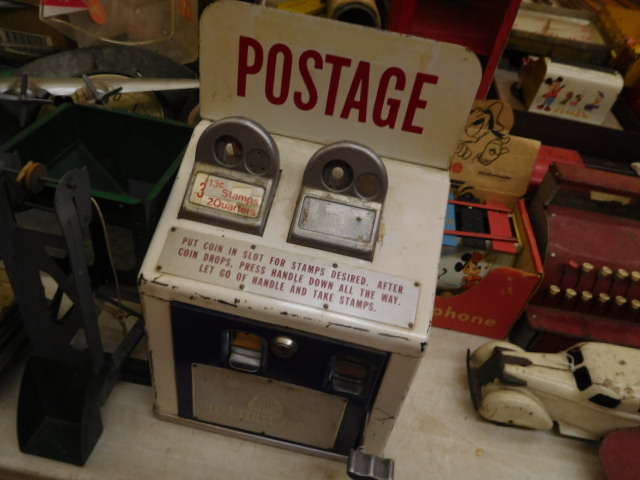 POSTAGE
3 13¢ Stamps
2 Quarters
PUT COIN IN SLOT FOR STAMPS DESIRED. AFTER
COIN DROPS, PRESS HANDLE DOWN ALL THE WAY.
LET GO OF HANDLE AND TAKE STAMPS.
phone